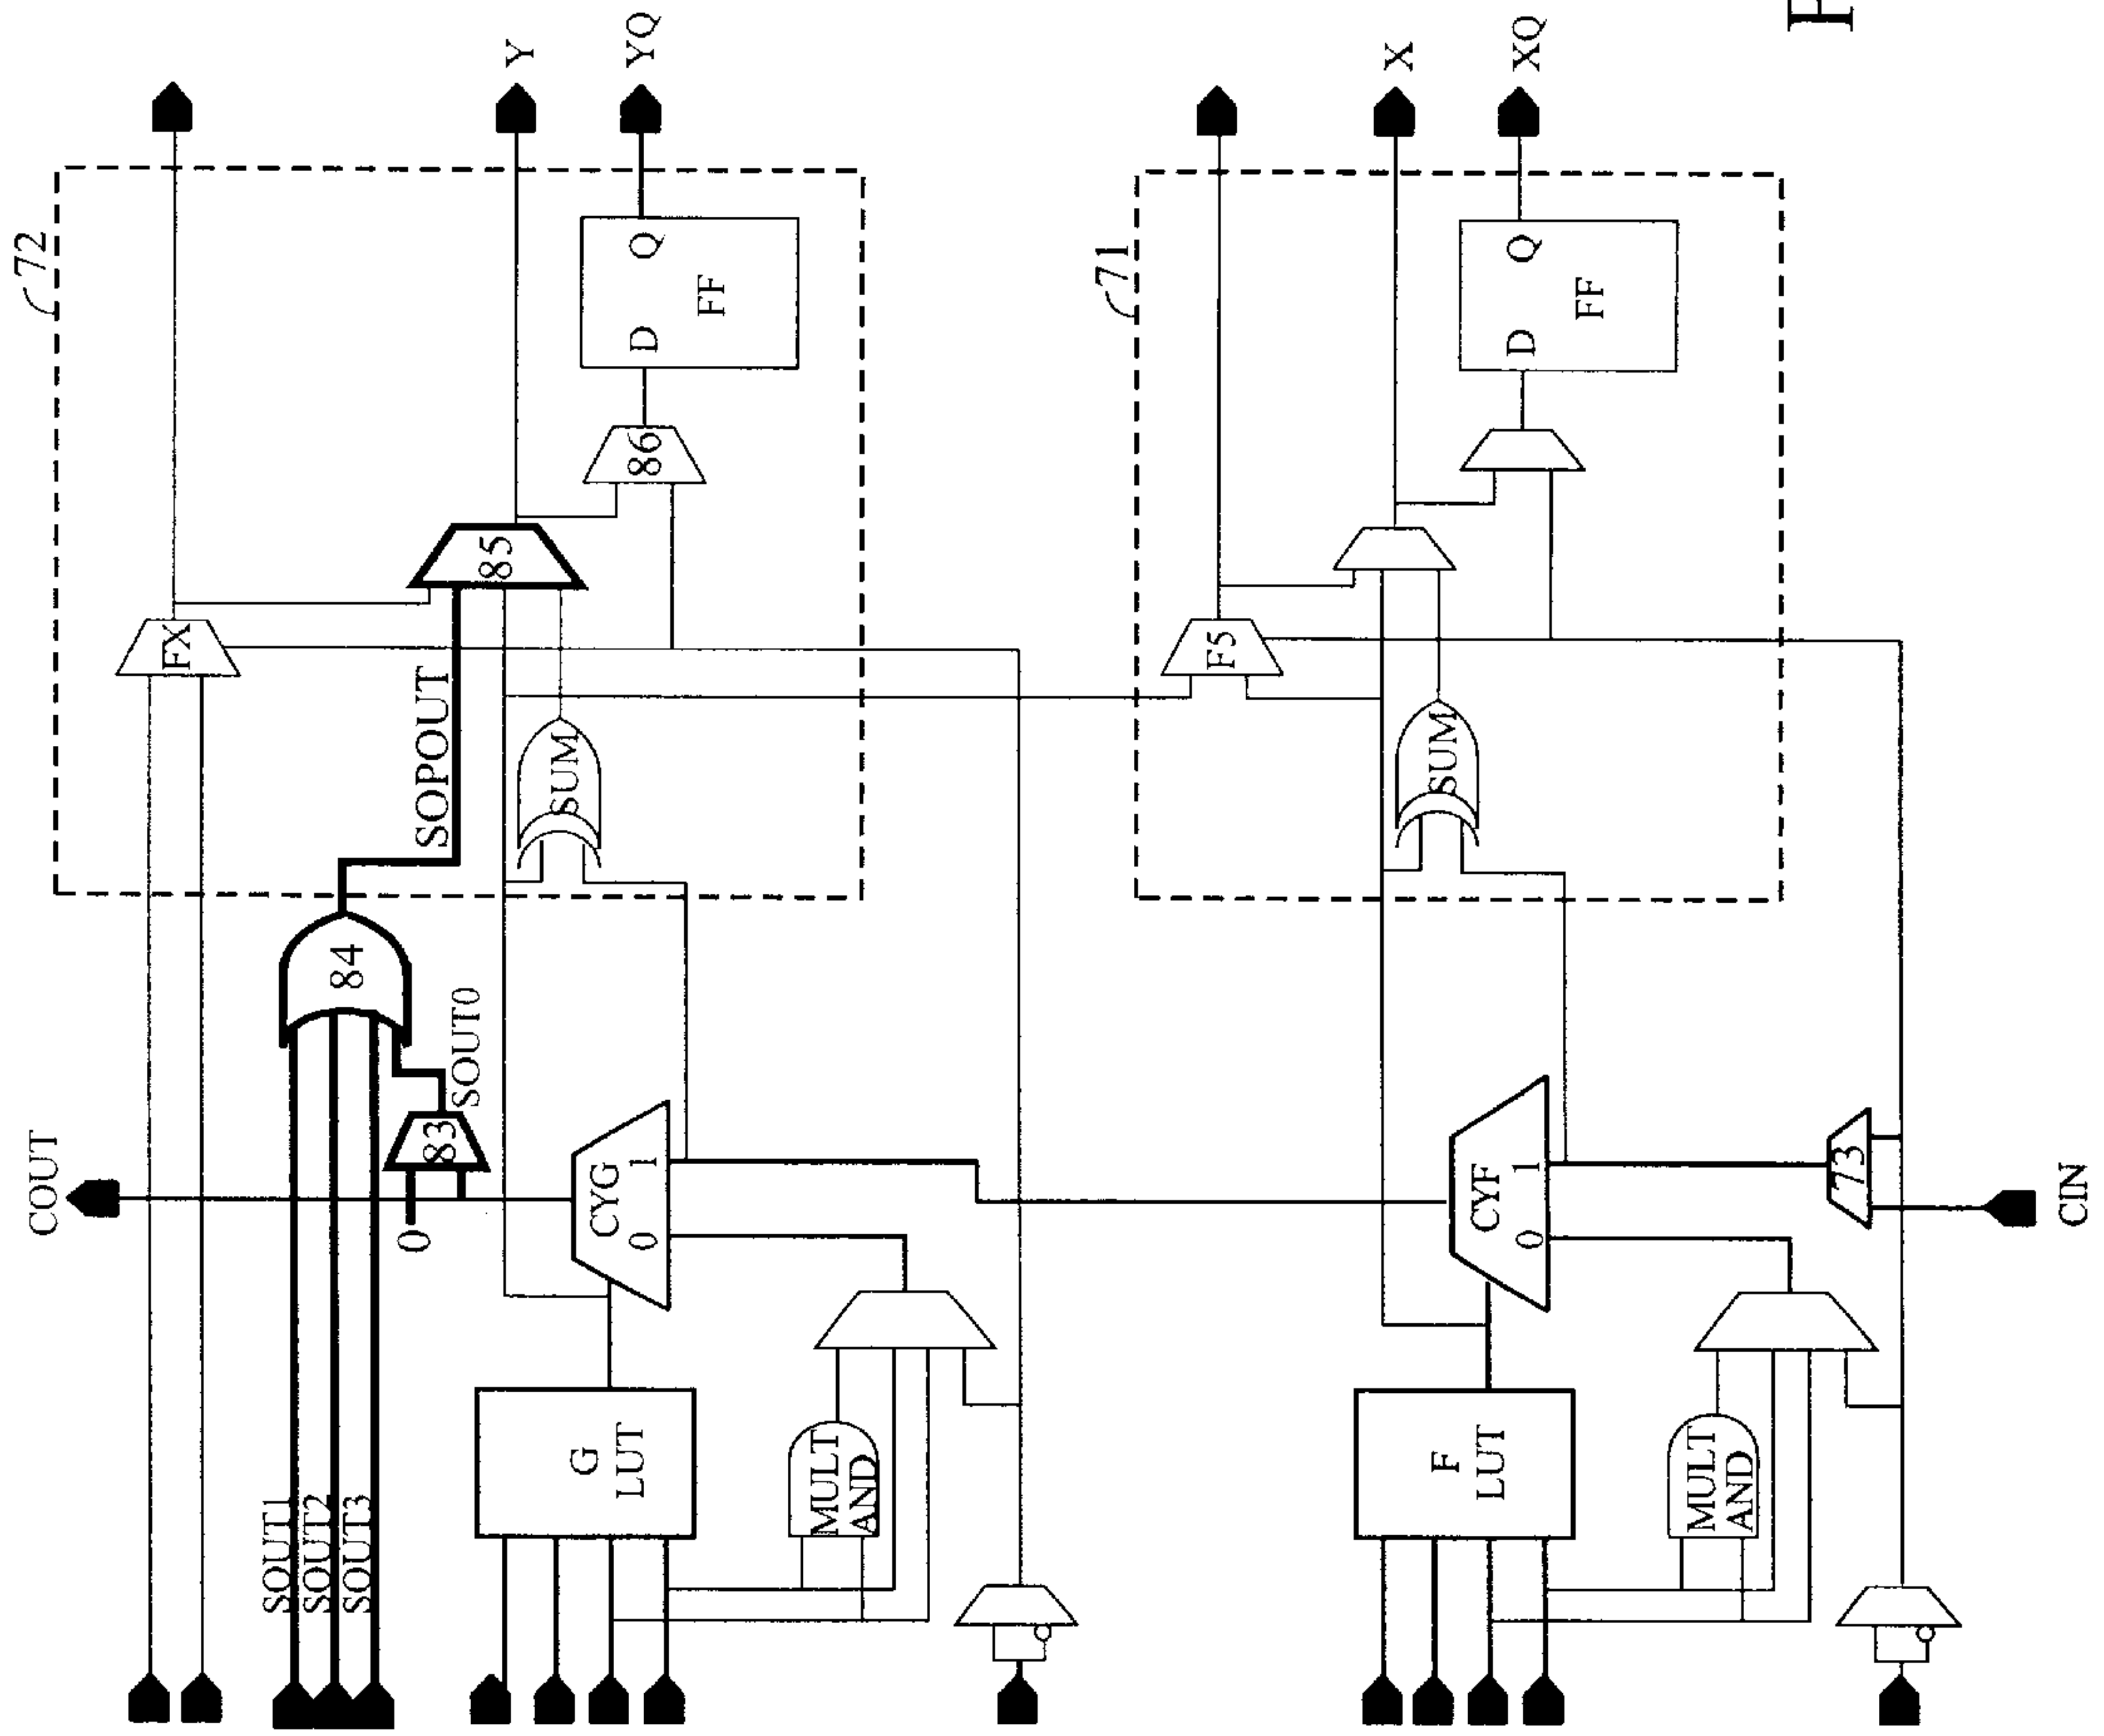 72
Y
YQ
FX
85
86
D Q
FF
SOPOUT
SUM
84
SOUT0
83
0
COUT
SOUT1
SOUT2
SOUT3
CYG
0 1
G
LUT
MULT
AND
71
X
XQ
F5
D Q
FF
SUM
CYF
0 1
F
LUT
MULT
AND
73
CIN